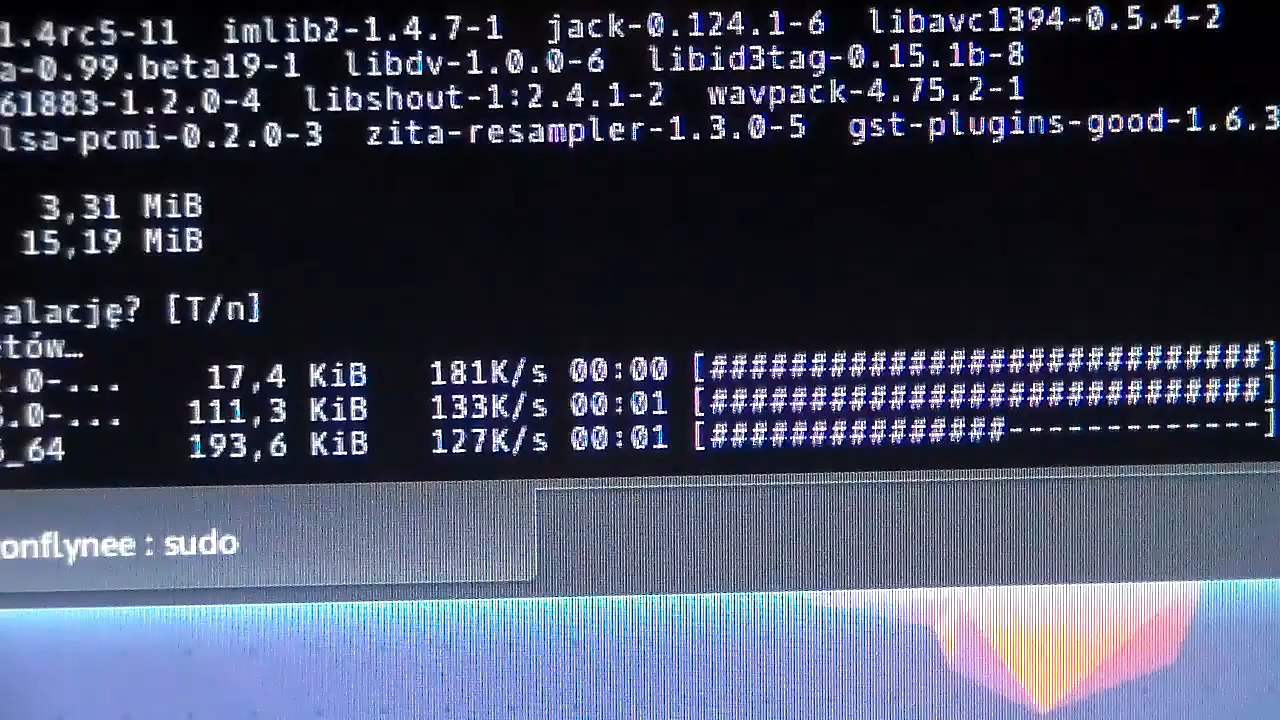 1.4rc5-11 imlib2-1.4.7-1 jack-0.124.1-6 libavc1394-0.5.4-2
a-0.99.beta19-1 libdv-1.0.0-6 libid3tag-0.15.1b-8
61883-1.2.0-4 libshout-1:2.4.1-2 wavpack-4.75.2-1
lsa-pcmi-0.2.0-3 zita-resampler-1.3.0-5 gst-plugins-good-1.6.3
3,31 MiB
15,19 MiB
alację? [T/n]
etów…
.0-... 17,4 KiB 181K/s 00:00 [############################]
.0-... 111,3 KiB 133K/s 00:01 [############################]
_64 193,6 KiB 127K/s 00:01 [###############-------------]
onflynee : sudo